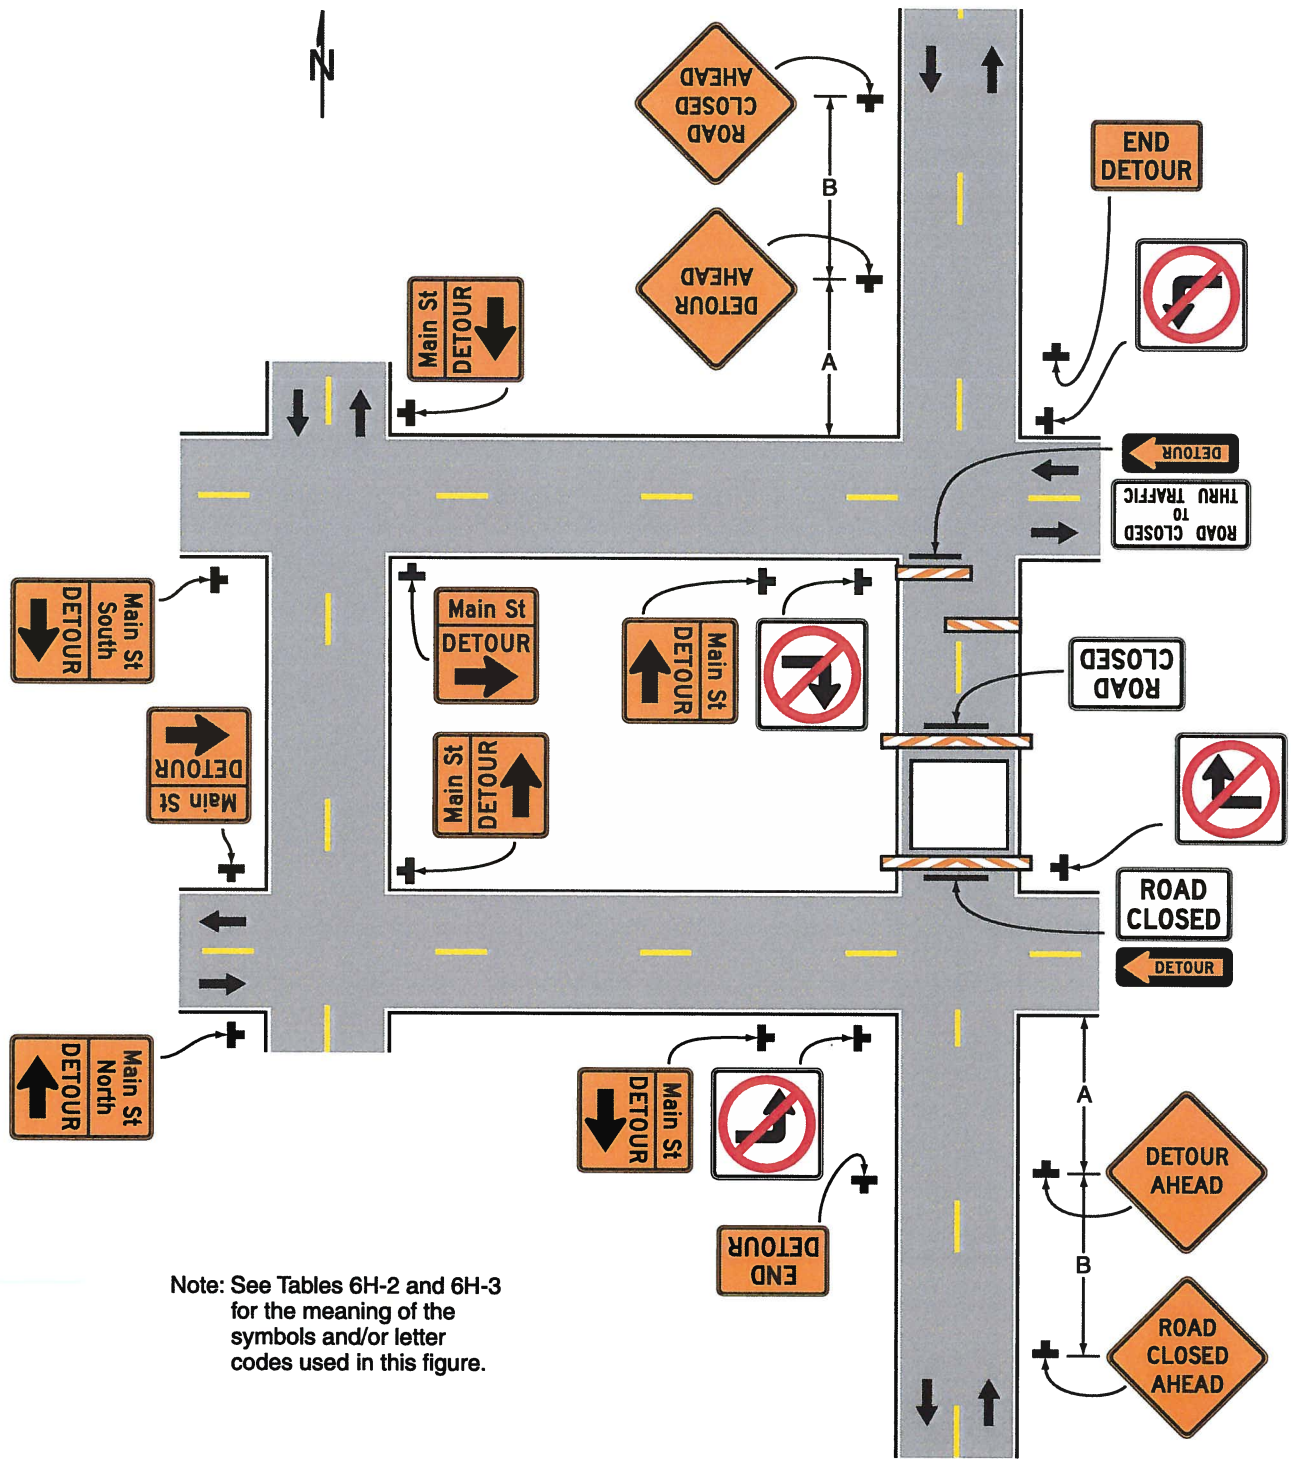 N
ROAD
CLOSED
AHEAD
B
DETOUR
AHEAD
A
END
DETOUR
Main St
DETOUR
DETOUR
ROAD CLOSED
TO
THRU TRAFFIC
Main St
South
DETOUR
Main St
DETOUR
Main St
DETOUR
ROAD
CLOSED
Main St
DETOUR
Main St
DETOUR
ROAD
CLOSED
DETOUR
Main St
North
DETOUR
Main St
DETOUR
A
DETOUR
AHEAD
END
DETOUR
B
ROAD
CLOSED
AHEAD
Note: See Tables 6H-2 and 6H-3
for the meaning of the
symbols and/or letter
codes used in this figure.